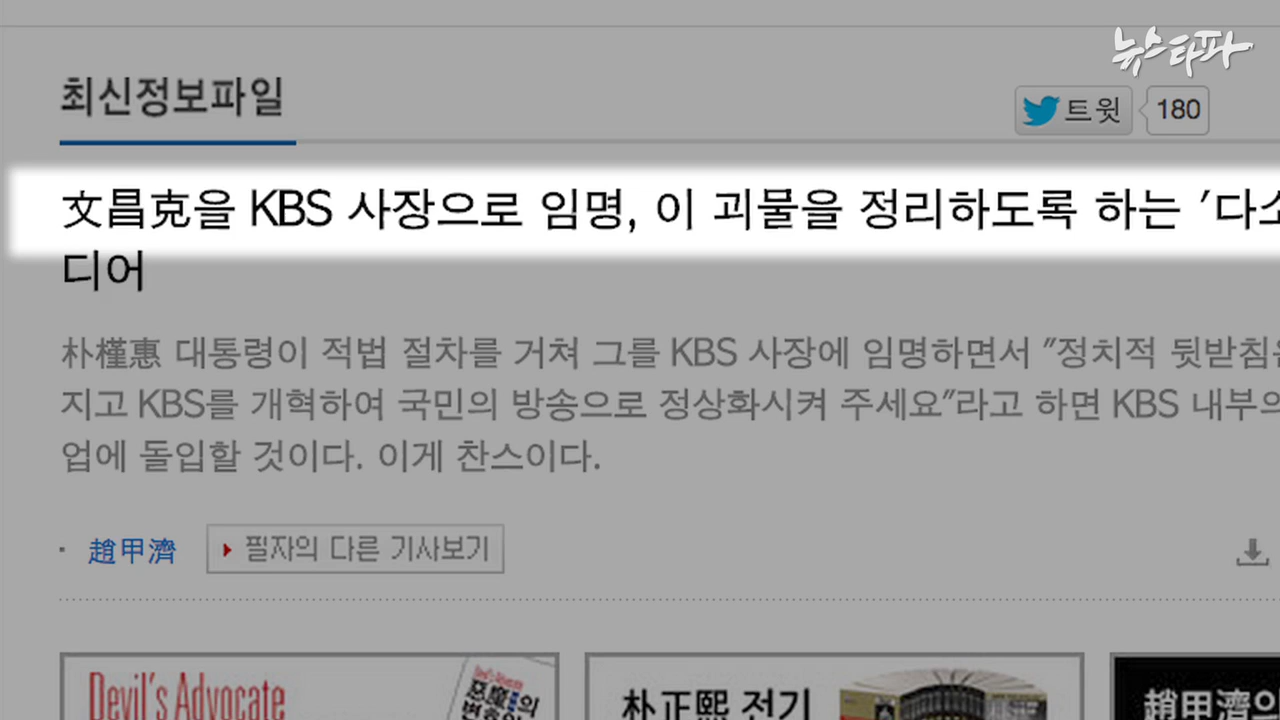 뉴스타파
최신정보파일
트윗 180
文昌克을 KBS 사장으로 임명, 이 괴물을 정리하도록 하는 '다소
디어
朴槿惠 대통령이 적법 절차를 거쳐 그를 KBS 사장에 임명하면서 "정치적 뒷받침은
지고 KBS를 개혁하여 국민의 방송으로 정상화시켜 주세요"라고 하면 KBS 내부의
업에 돌입할 것이다. 이게 찬스이다.
· 趙甲濟 필자의 다른 기사보기
Devil's Advocate
朴正熙 전기
趙甲濟의